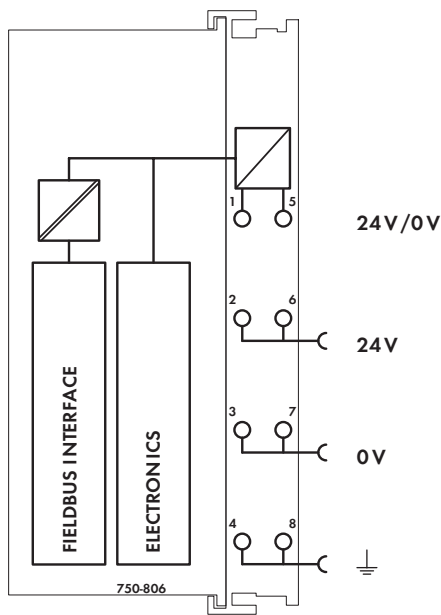 1 5
24V/0V
2 6
24V
3 7
0V
4 8
FIELDBUS INTERFACE
ELECTRONICS
750-806